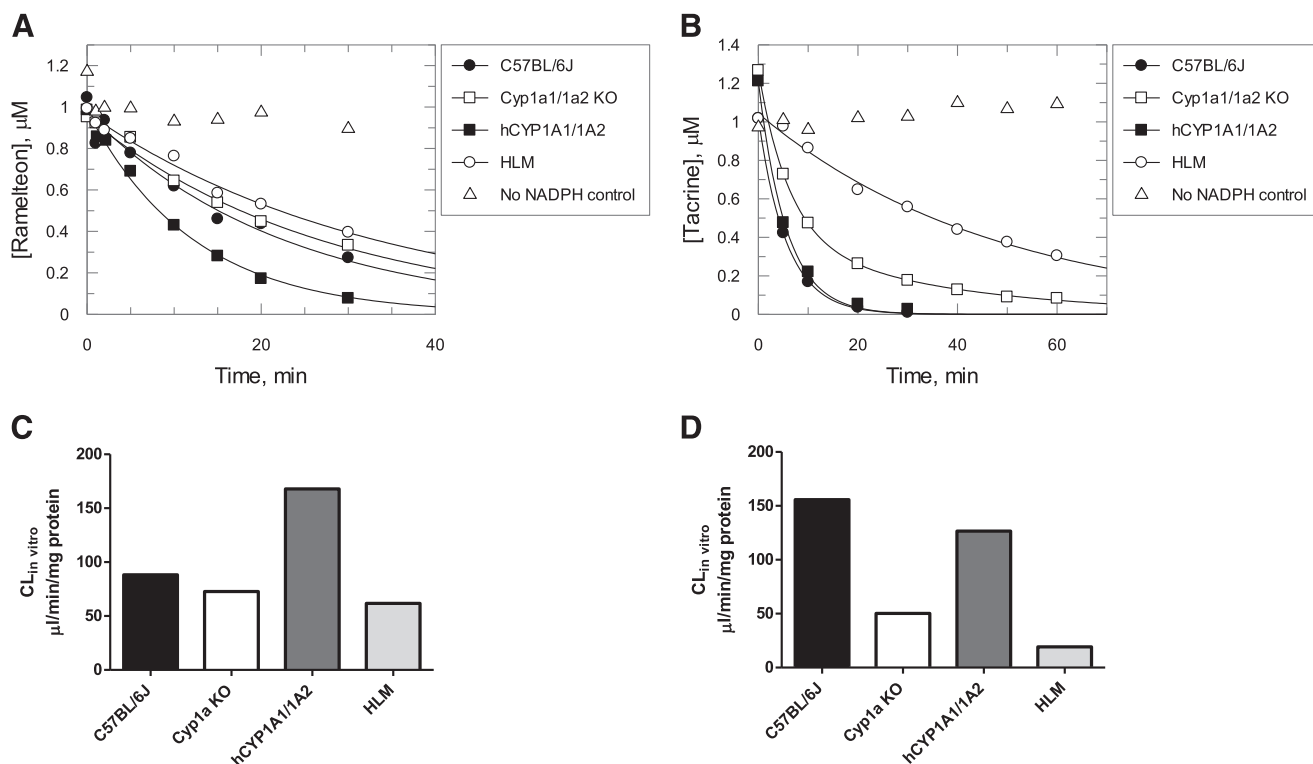 A
1.2
1
0.8
0.6
0.4
0.2
0
[Ramelteon], μM
0 20 40
Time, min
C57BL/6J
Cyp1a1/1a2 KO
hCYP1A1/1A2
HLM
No NADPH control
B
1.4
1.2
1
0.8
0.6
0.4
0.2
0
[Tacrine], μM
0 20 40 60
Time, min
C57BL/6J
Cyp1a1/1a2 KO
hCYP1A1/1A2
HLM
No NADPH control
C
200
150
100
50
0
CLin vitro
μl/min/mg protein
C57BL/6J
Cyp1a KO
hCYP1A1/1A2
HLM
D
200
150
100
50
0
CLin vitro
μl/min/mg protein
C57BL/6J
Cyp1a KO
hCYP1A1/1A2
HLM